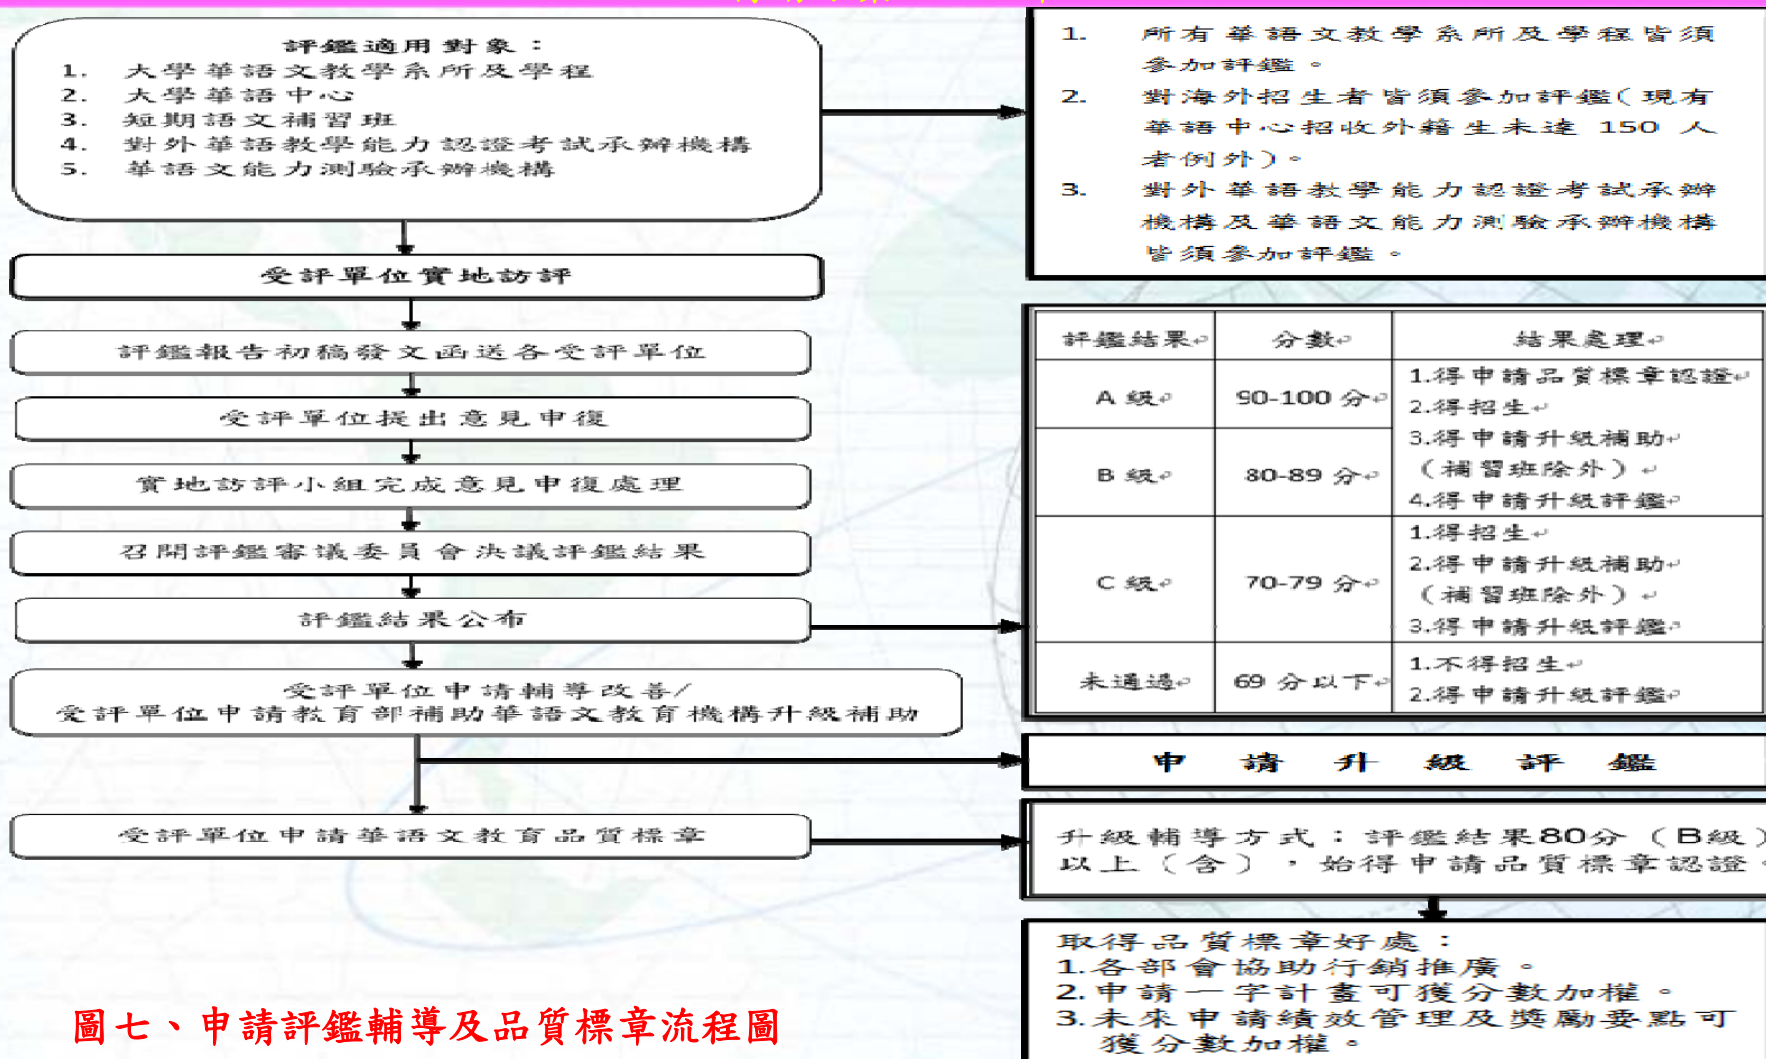 評鑑適用對象：
1. 大學華語文教學系所及學程
2. 大學華語中心
3. 短期語文補習班
4. 對外華語教學能力認證考試承辦機構
5. 華語文能力測驗承辦機構
受評單位實地訪評
評鑑報告初稿發文函送各受評單位
受評單位提出意見申復
實地訪評小組完成意見申復處理
召開評鑑審議委員會決議評鑑結果
評鑑結果公布
受評單位申請輔導改善/
受評單位申請教育部補助華語文教育機構升級補助
受評單位申請華語文教育品質標章
圖七、申請評鑑輔導及品質標章流程圖
1. 所有華語文教學系所及學程皆須
參加評鑑。
2. 對海外招生者皆須參加評鑑(現有
華語中心招收外籍生未達 150 人
者例外)。
3. 對外華語教學能力認證考試承辦
機構及華語文能力測驗承辦機構
皆須參加評鑑。
評鑑結果 分數 結果處理
A 級 90-100 分
B 級 80-89 分
1.得申請品質標章認證
2.得招生
3.得申請升級補助
（補習班除外）
4.得申請升級評鑑
C 級 70-79 分
1.得招生
2.得申請升級補助
（補習班除外）
3.得申請升級評鑑
未通過 69 分以下
1.不得招生
2.得申請升級評鑑
申請升級評鑑
升級輔導方式：評鑑結果80分（B級）
以上（含），始得申請品質標章認證。
取得品質標章好處：
1.各部會協助行銷推廣。
2.申請一字計畫可獲分數加權。
3.未來申請績效管理及獎勵要點可
獲分數加權。